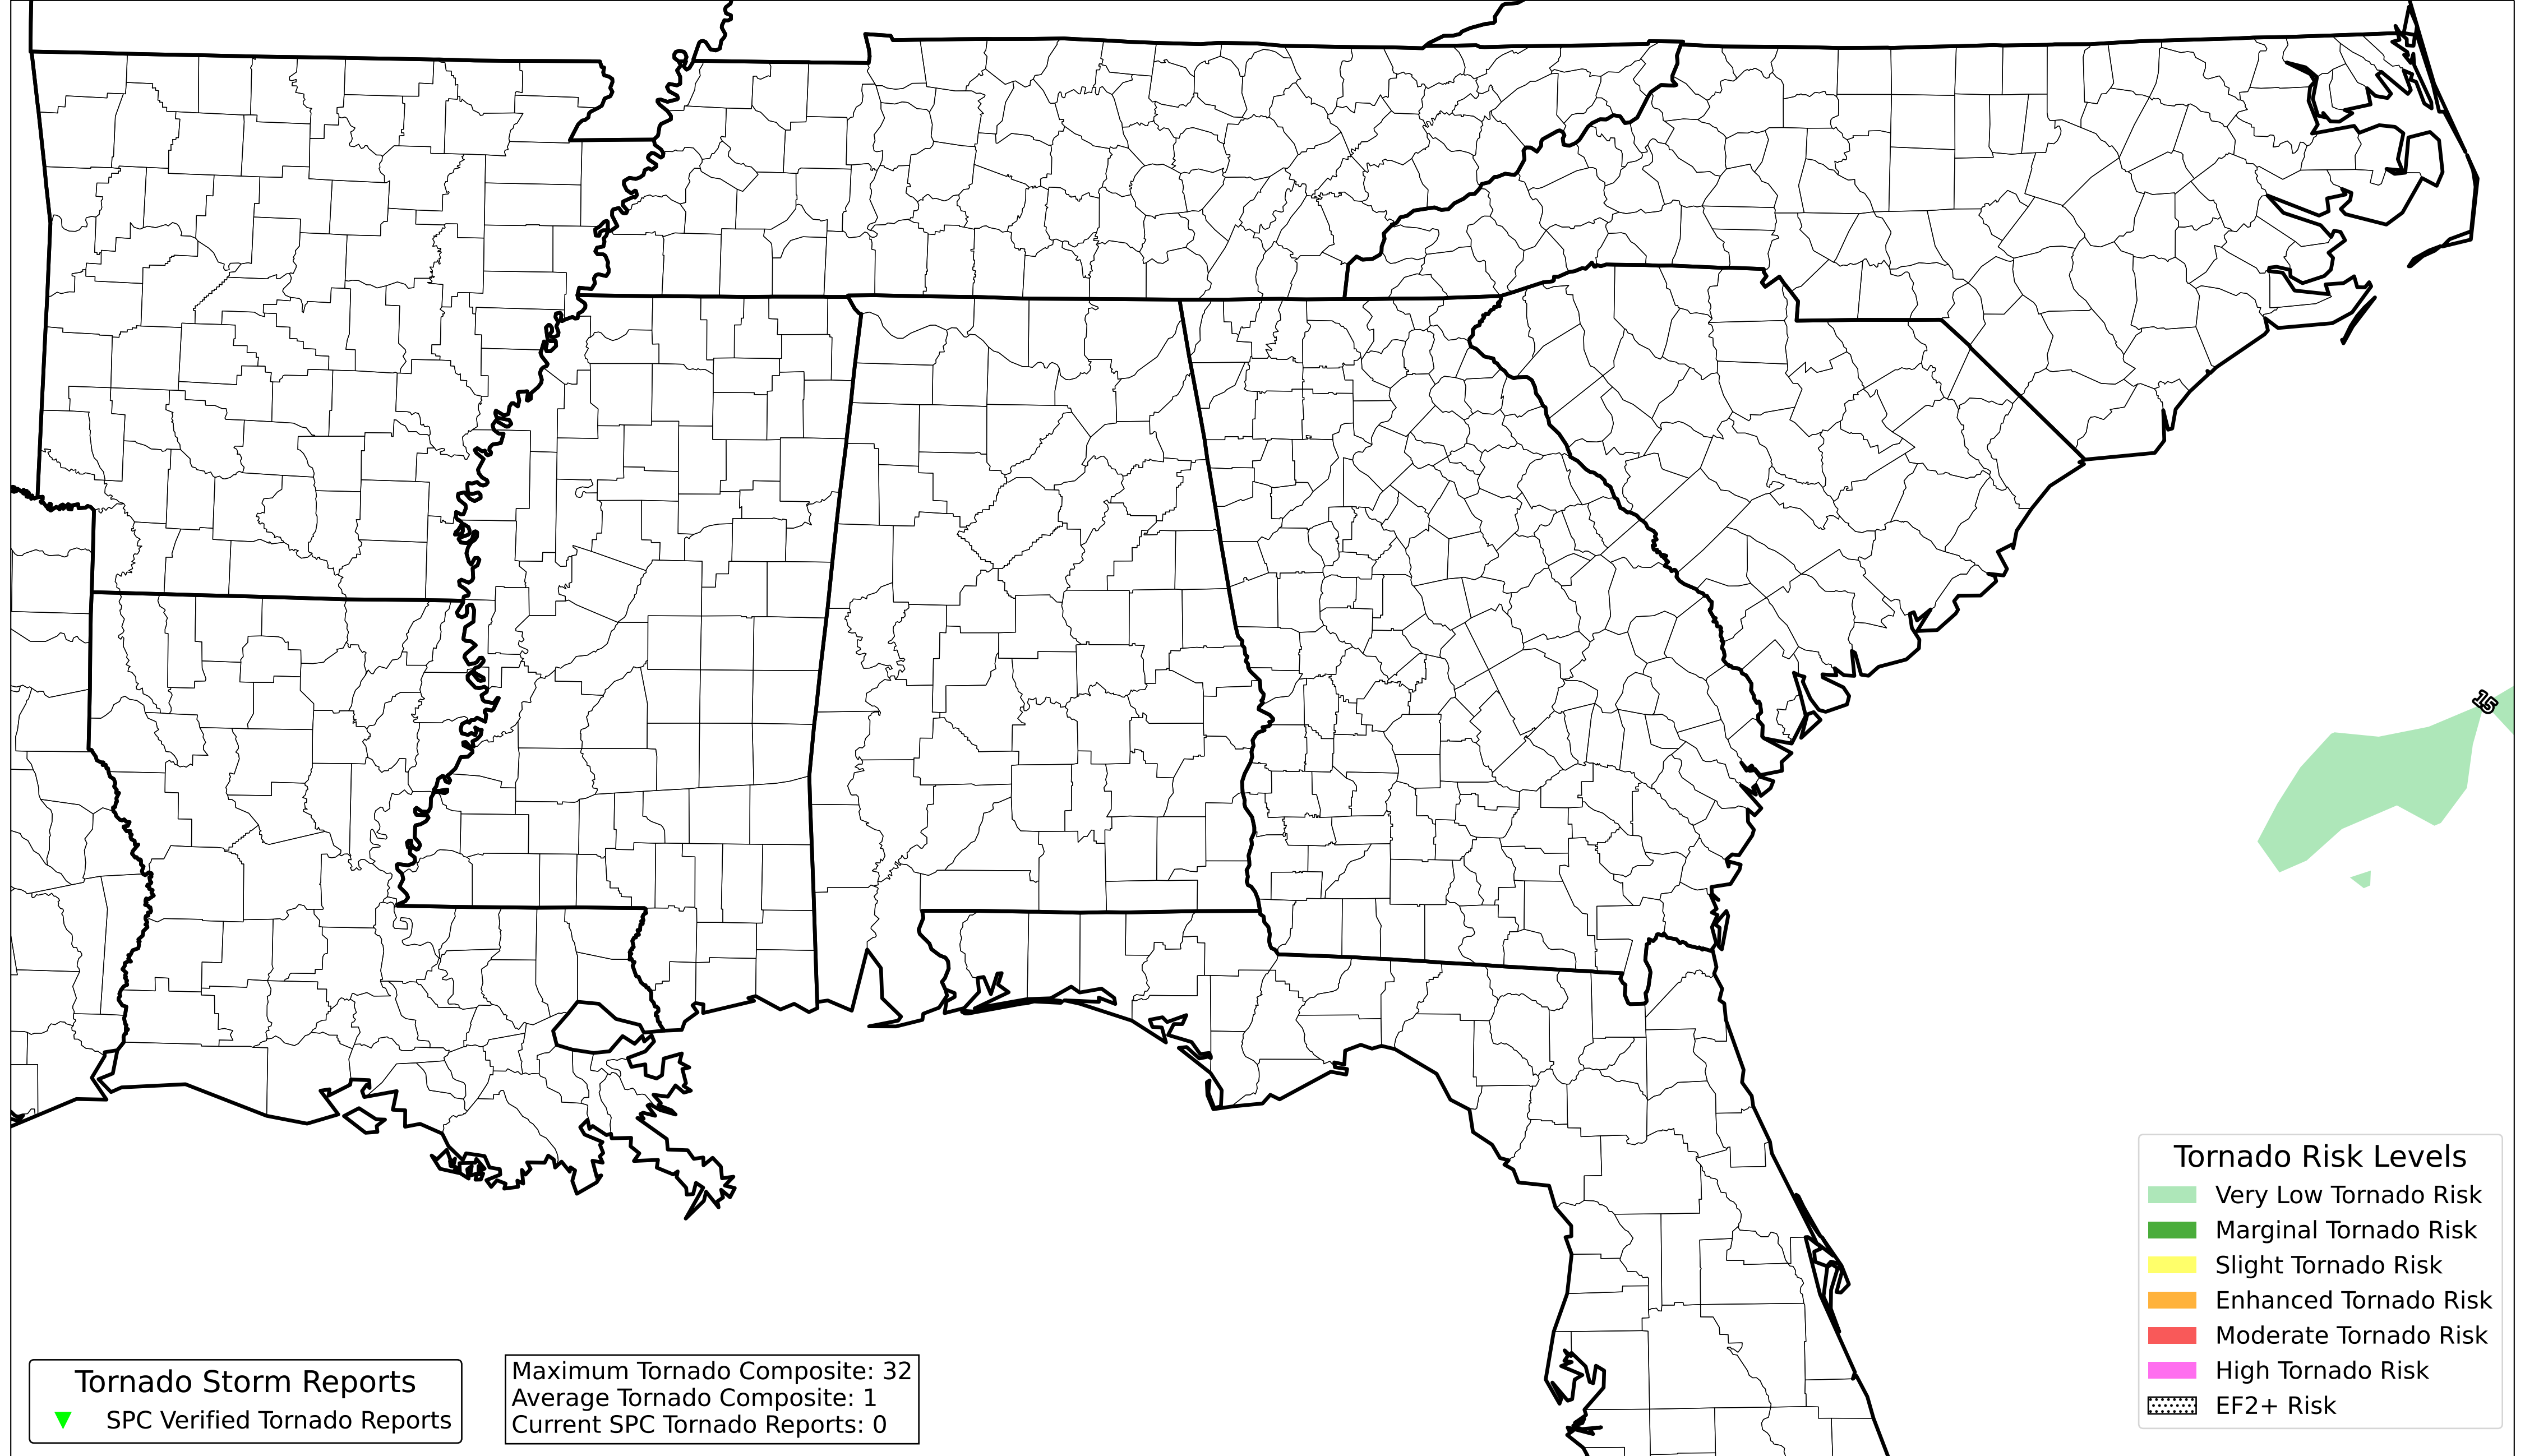 15
Tornado Risk Levels
Very Low Tornado Risk
Marginal Tornado Risk
Slight Tornado Risk
Enhanced Tornado Risk
Moderate Tornado Risk
High Tornado Risk
EF2+ Risk
Tornado Storm Reports
SPC Verified Tornado Reports
Maximum Tornado Composite: 32
Average Tornado Composite: 1
Current SPC Tornado Reports: 0